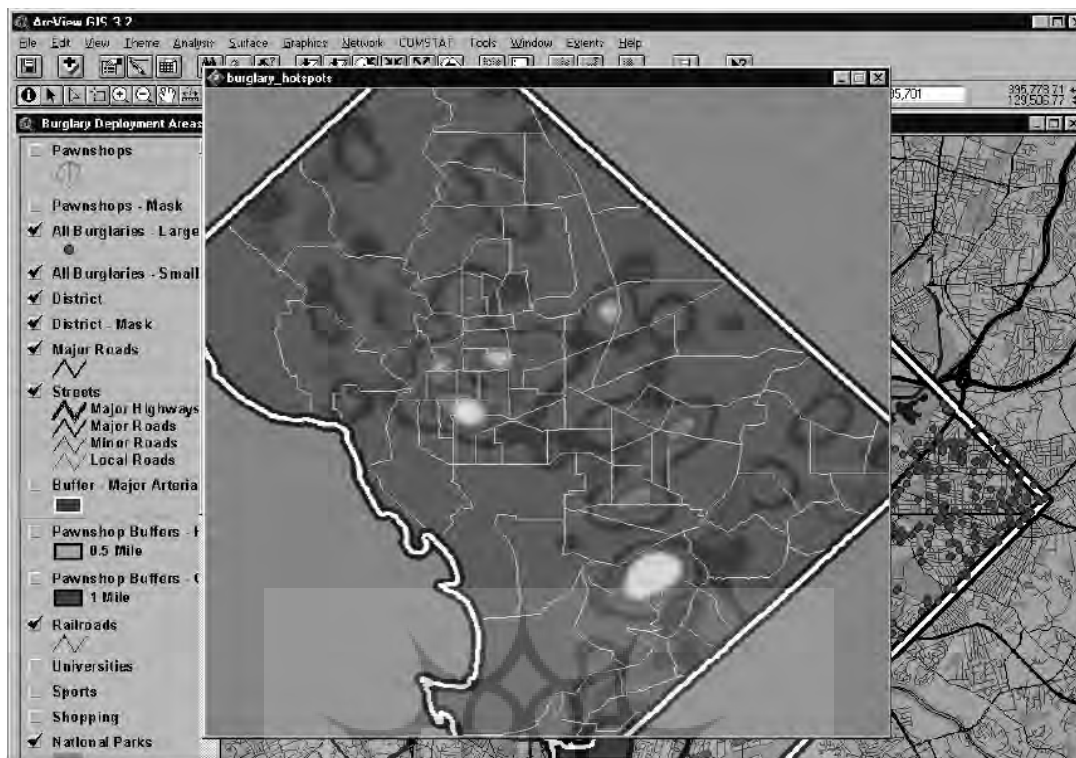 ArcView GIS 3.2
File Edit View Theme Analysis Surface Graphics Network COMSTAT Tools Window Extents Help
burglary_hotspots
Burglary Deployment Areas
Pawnshops
Pawnshops - Mask
All Burglaries - Large
All Burglaries - Small
District
District - Mask
Major Roads
Streets
Major Highways
Major Roads
Minor Roads
Local Roads
Buffer - Major Arteria
Pawnshop Buffers -
0.5 Mile
Pawnshop Buffers -
1 Mile
Railroads
Universities
Sports
Shopping
National Parks